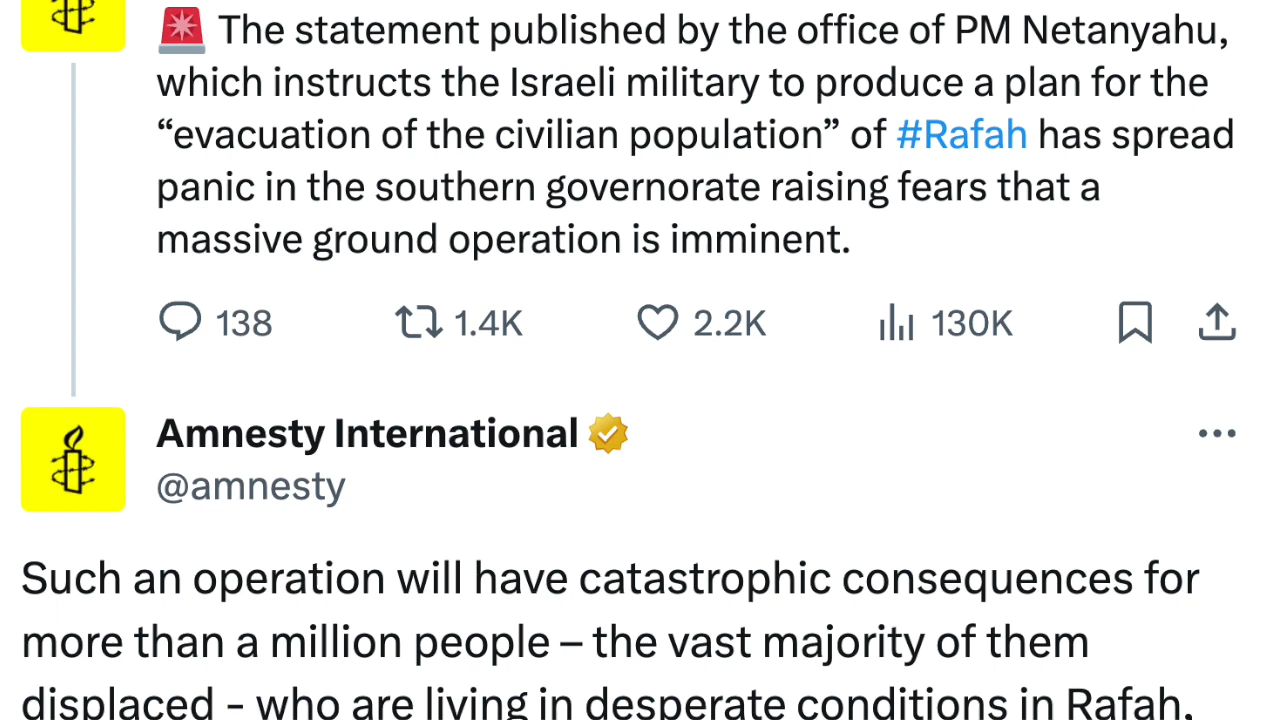 🚨 The statement published by the office of PM Netanyahu,
which instructs the Israeli military to produce a plan for the
“evacuation of the civilian population” of #Rafah has spread
panic in the southern governorate raising fears that a
massive ground operation is imminent.
138 1.4K 2.2K 130K
Amnesty International
@amnesty
Such an operation will have catastrophic consequences for
more than a million people – the vast majority of them
displaced - who are living in desperate conditions in Rafah,